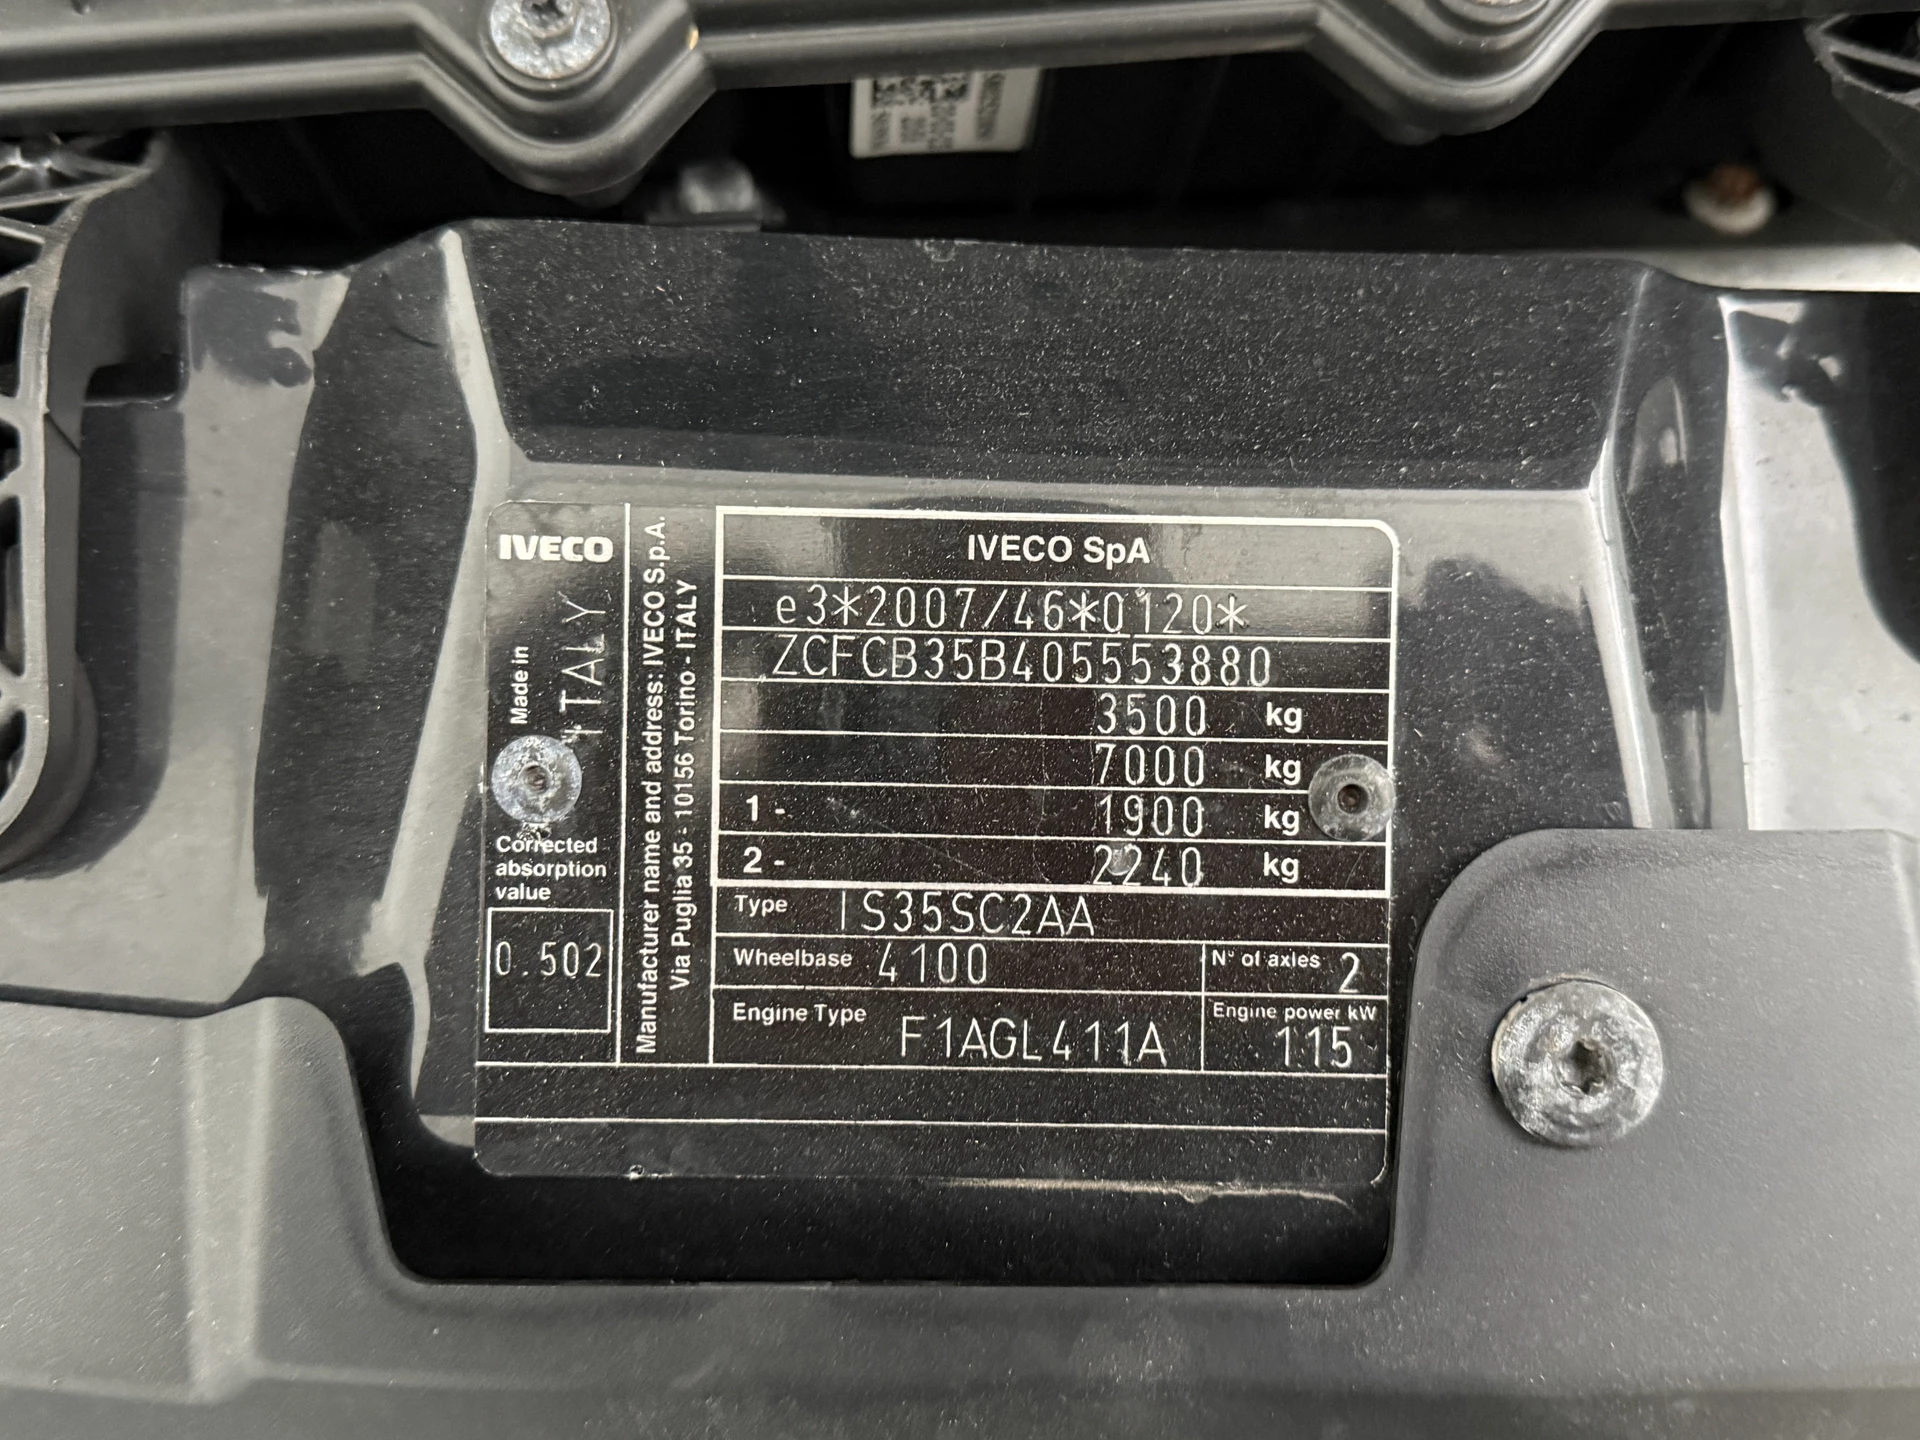 IVECO
Made in ITALY
Corrected
absorption
value
0.502
Manufacturer name and address: IVECO S.p.A.
Via Puglia 35 - 10156 Torino - ITALY
IVECO SpA
e3*2007/46*0120*
ZCFCB35B405553880
3500 kg
7000 kg
1- 1900 kg
2- 2240 kg
Type IS35SC2AA
Wheelbase 4100 N° of axles 2
Engine Type F1AGL411A Engine power kW 115